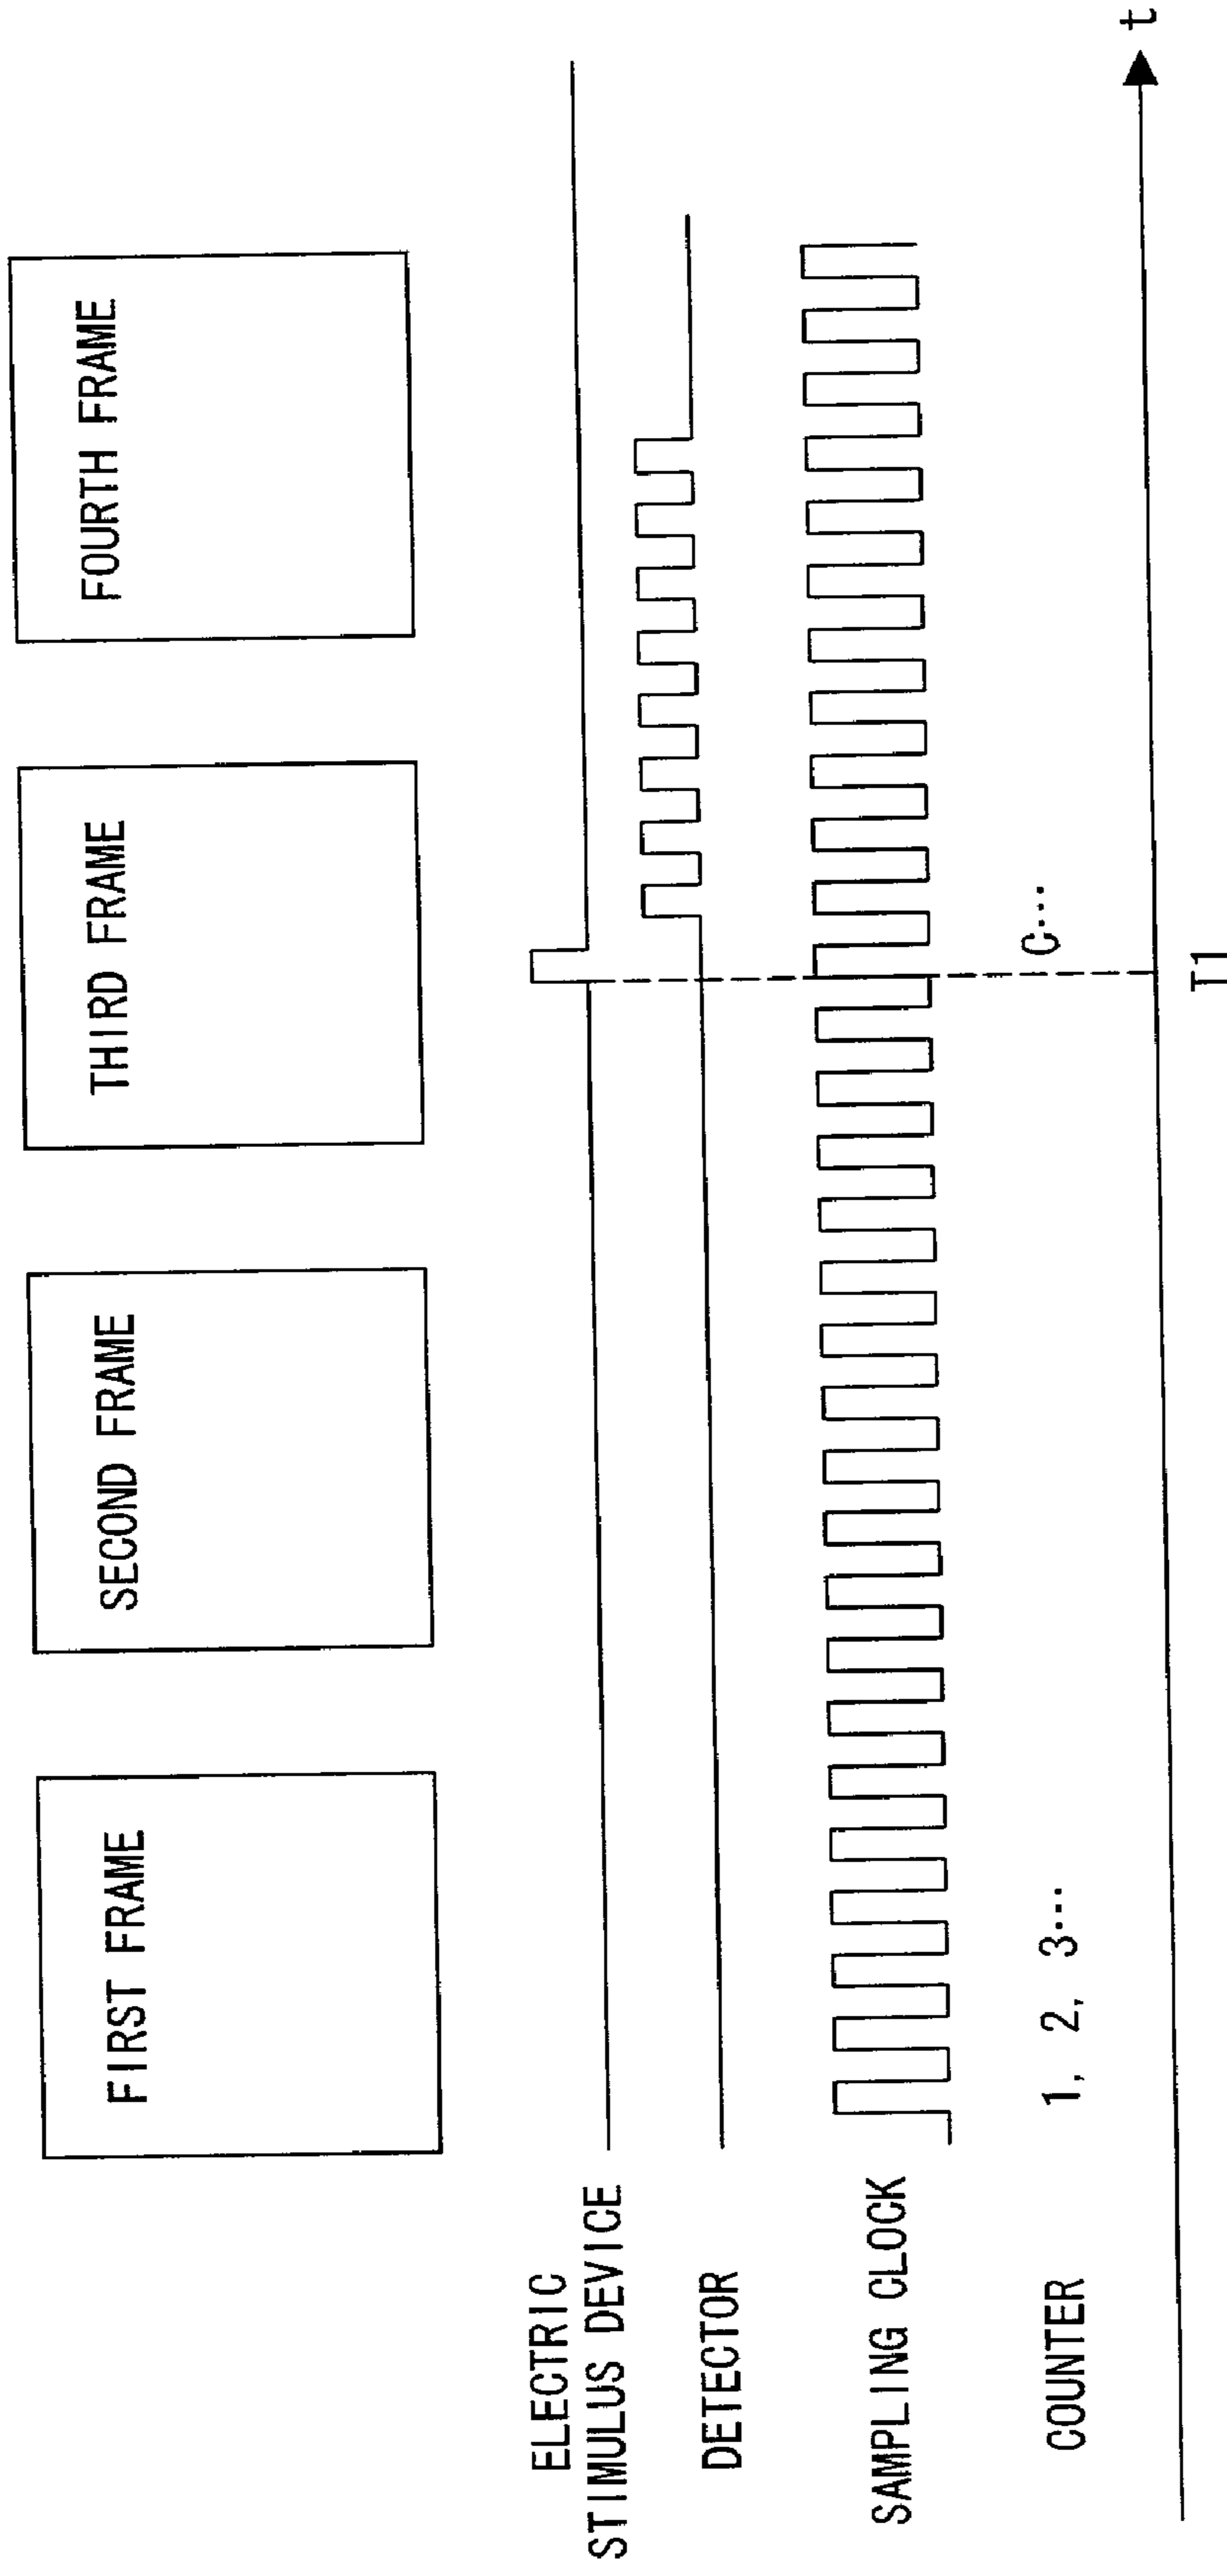 FIRST FRAME
SECOND FRAME
THIRD FRAME
FOURTH FRAME
ELECTRIC
STIMULUS DEVICE
DETECTOR
SAMPLING CLOCK
COUNTER
1, 2, 3···
C···
T1
t